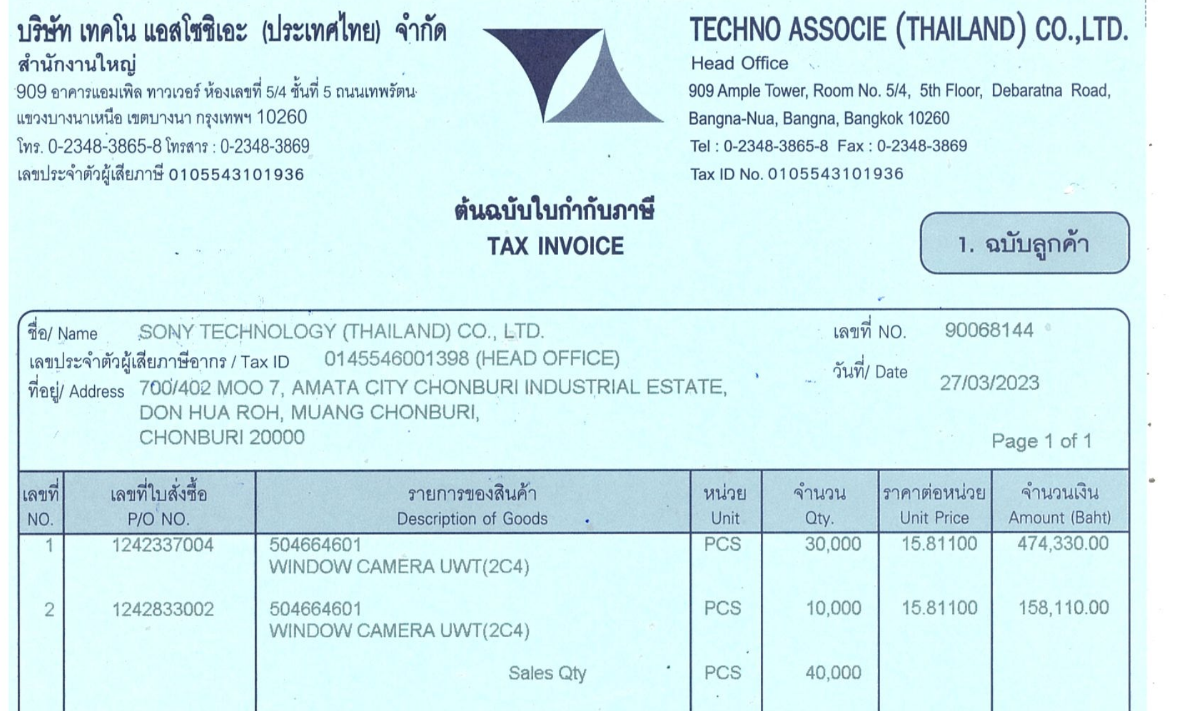 บริษัท เทคโน แอสโซซิเอะ (ประเทศไทย) จำกัด
สำนักงานใหญ่
909 อาคารแอมเพิล ทาวเวอร์ ห้องเลขที่ 5/4 ชั้นที่ 5 ถนนเทพรัตน
แขวงบางนาเหนือ เขตบางนา กรุงเทพฯ 10260
โทร. 0-2348-3865-8 โทรสาร : 0-2348-3869
เลขประจำตัวผู้เสียภาษี 0105543101936
TECHNO ASSOCIE (THAILAND) CO.,LTD.
Head Office
909 Ample Tower, Room No. 5/4, 5th Floor, Debaratna Road,
Bangna-Nua, Bangna, Bangkok 10260
Tel : 0-2348-3865-8 Fax : 0-2348-3869
Tax ID No. 0105543101936
ต้นฉบับใบกำกับภาษี
TAX INVOICE
1. ฉบับลูกค้า
ชื่อ/ Name SONY TECHNOLOGY (THAILAND) CO., LTD.
เลขประจำตัวผู้เสียภาษีอากร / Tax ID 0145546001398 (HEAD OFFICE)
ที่อยู่/ Address 700/402 MOO 7, AMATA CITY CHONBURI INDUSTRIAL ESTATE,
DON HUA ROH, MUANG CHONBURI,
CHONBURI 20000
เลขที่ NO. 90068144
วันที่/ Date 27/03/2023
Page 1 of 1
เลขที่ เลขที่ใบสั่งซื้อ รายการของสินค้า หน่วย จำนวน ราคาต่อหน่วย จำนวนเงิน
NO. P/O NO. Description of Goods Unit Qty. Unit Price Amount (Baht)
1 1242337004 504664601 PCS 30,000 15.81100 474,330.00
WINDOW CAMERA UWT(2C4)
2 1242833002 504664601 PCS 10,000 15.81100 158,110.00
WINDOW CAMERA UWT(2C4)
Sales Qty PCS 40,000